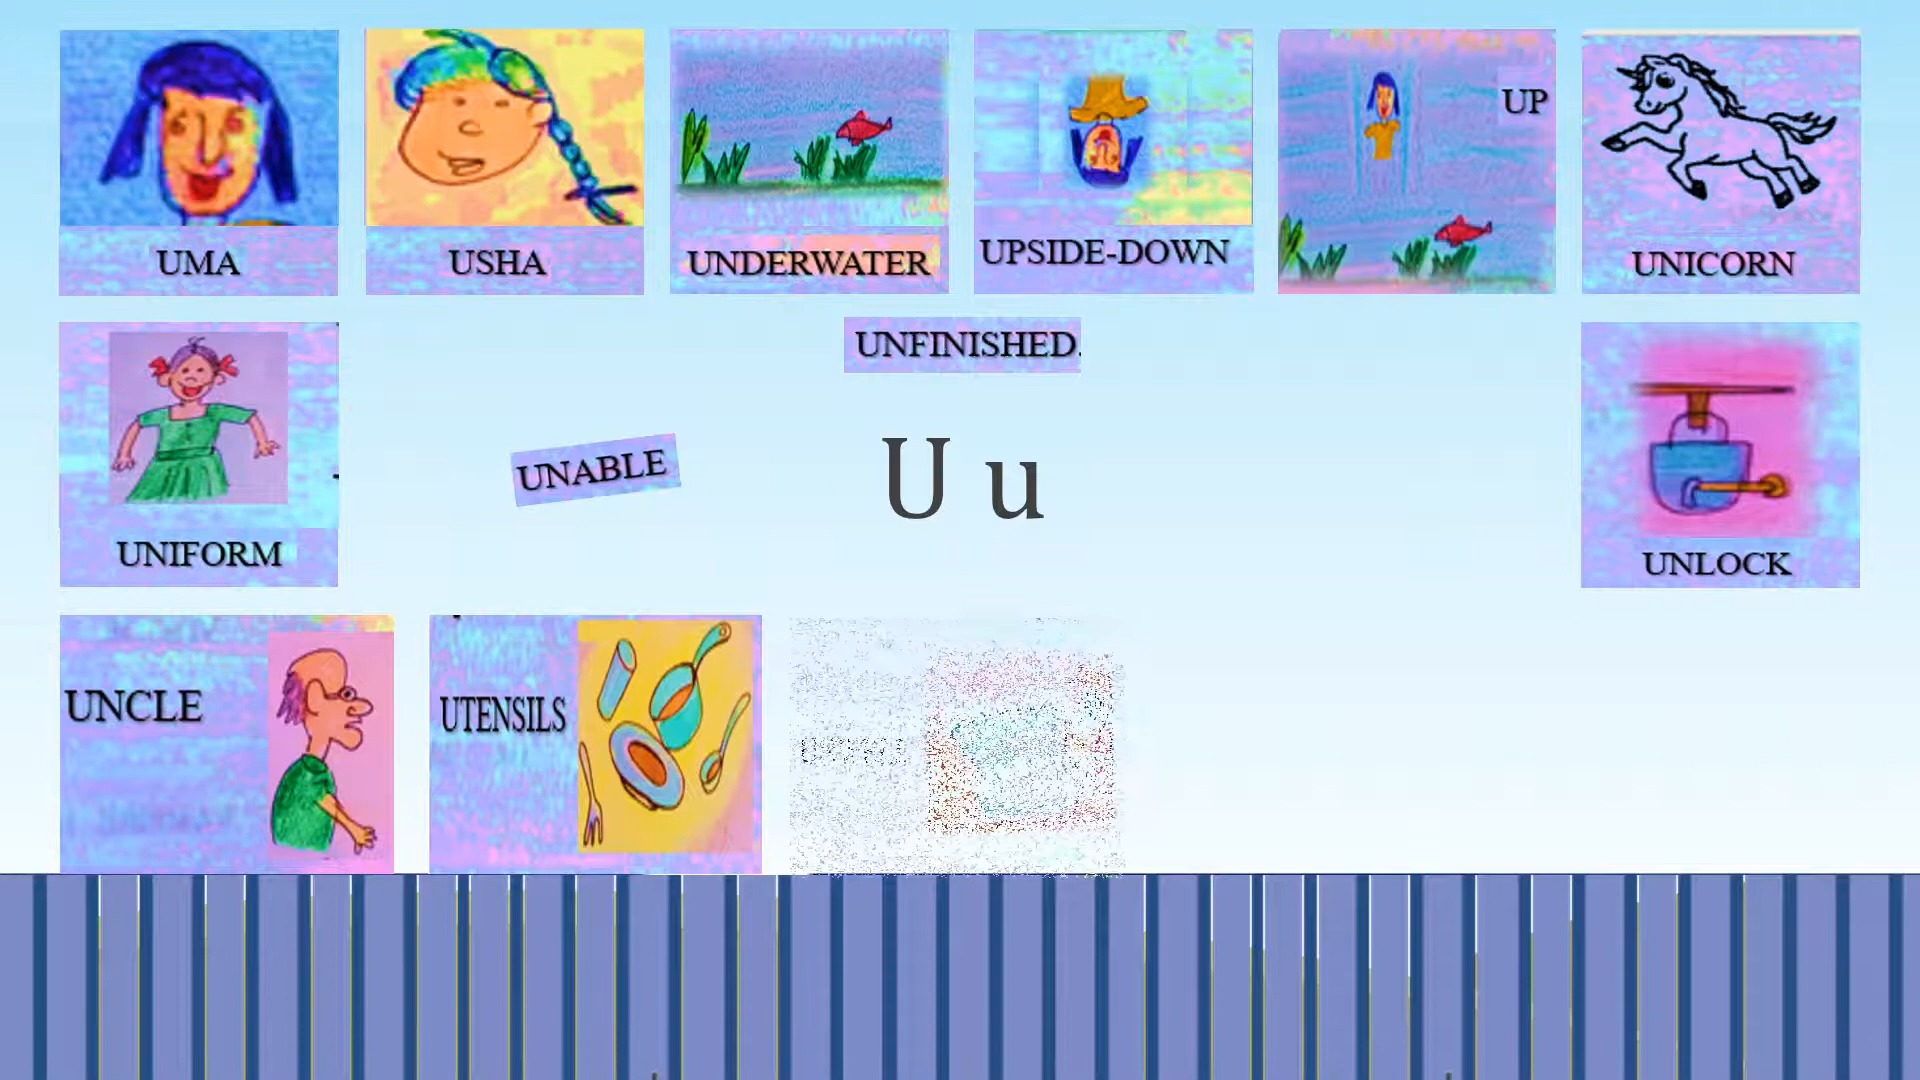 UMA
USHA
UNDERWATER
UPSIDE-DOWN
UP
UNICORN
UNFINISHED.
UNIFORM
UNABLE
U u
UNLOCK
UNCLE
UTENSILS